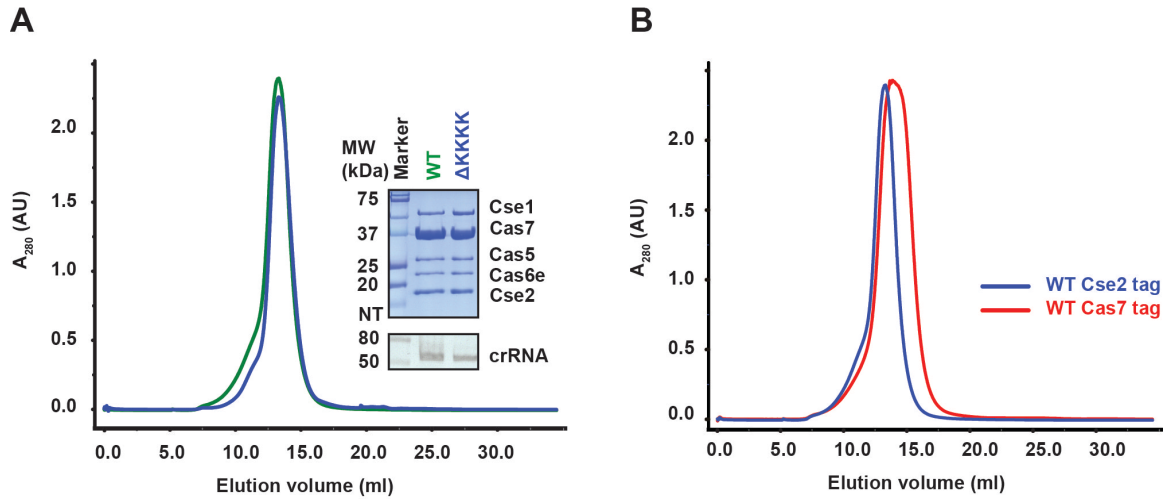 A
B
A280 (AU)
2.0
1.5
1.0
0.5
0.0
0.0 5.0 10.0 15.0 20.0 25.0 30.0
Elution volume (ml)
MW
(kDa)
Marker
WT
ΔKKKK
75
37
25
20
NT
80
50
Cse1
Cas7
Cas5
Cas6e
Cse2
crRNA
A280 (AU)
2.0
1.5
1.0
0.5
0.0
0.0 5.0 10.0 15.0 20.0 25.0 30.0
Elution volume (ml)
WT Cse2 tag
WT Cas7 tag